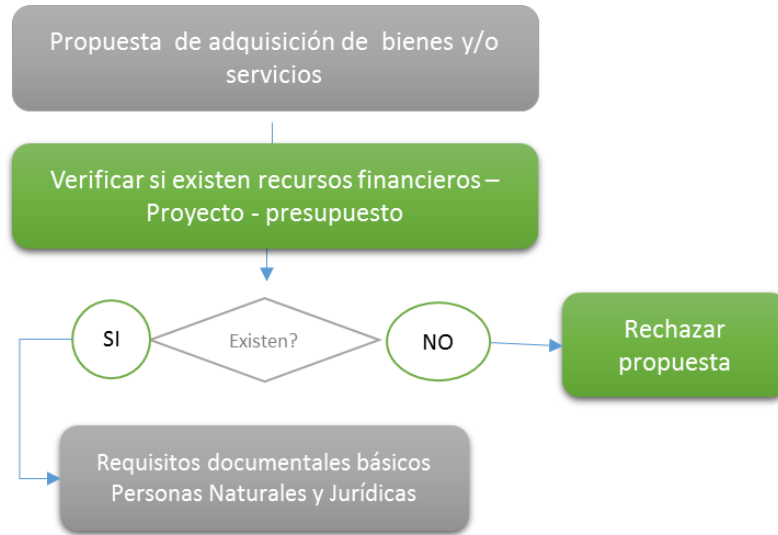 Propuesta de adquisición de bienes y/o
servicios
Verificar si existen recursos financieros –
Proyecto - presupuesto
SI
Existen?
NO
Rechazar
propuesta
Requisitos documentales básicos
Personas Naturales y Jurídicas